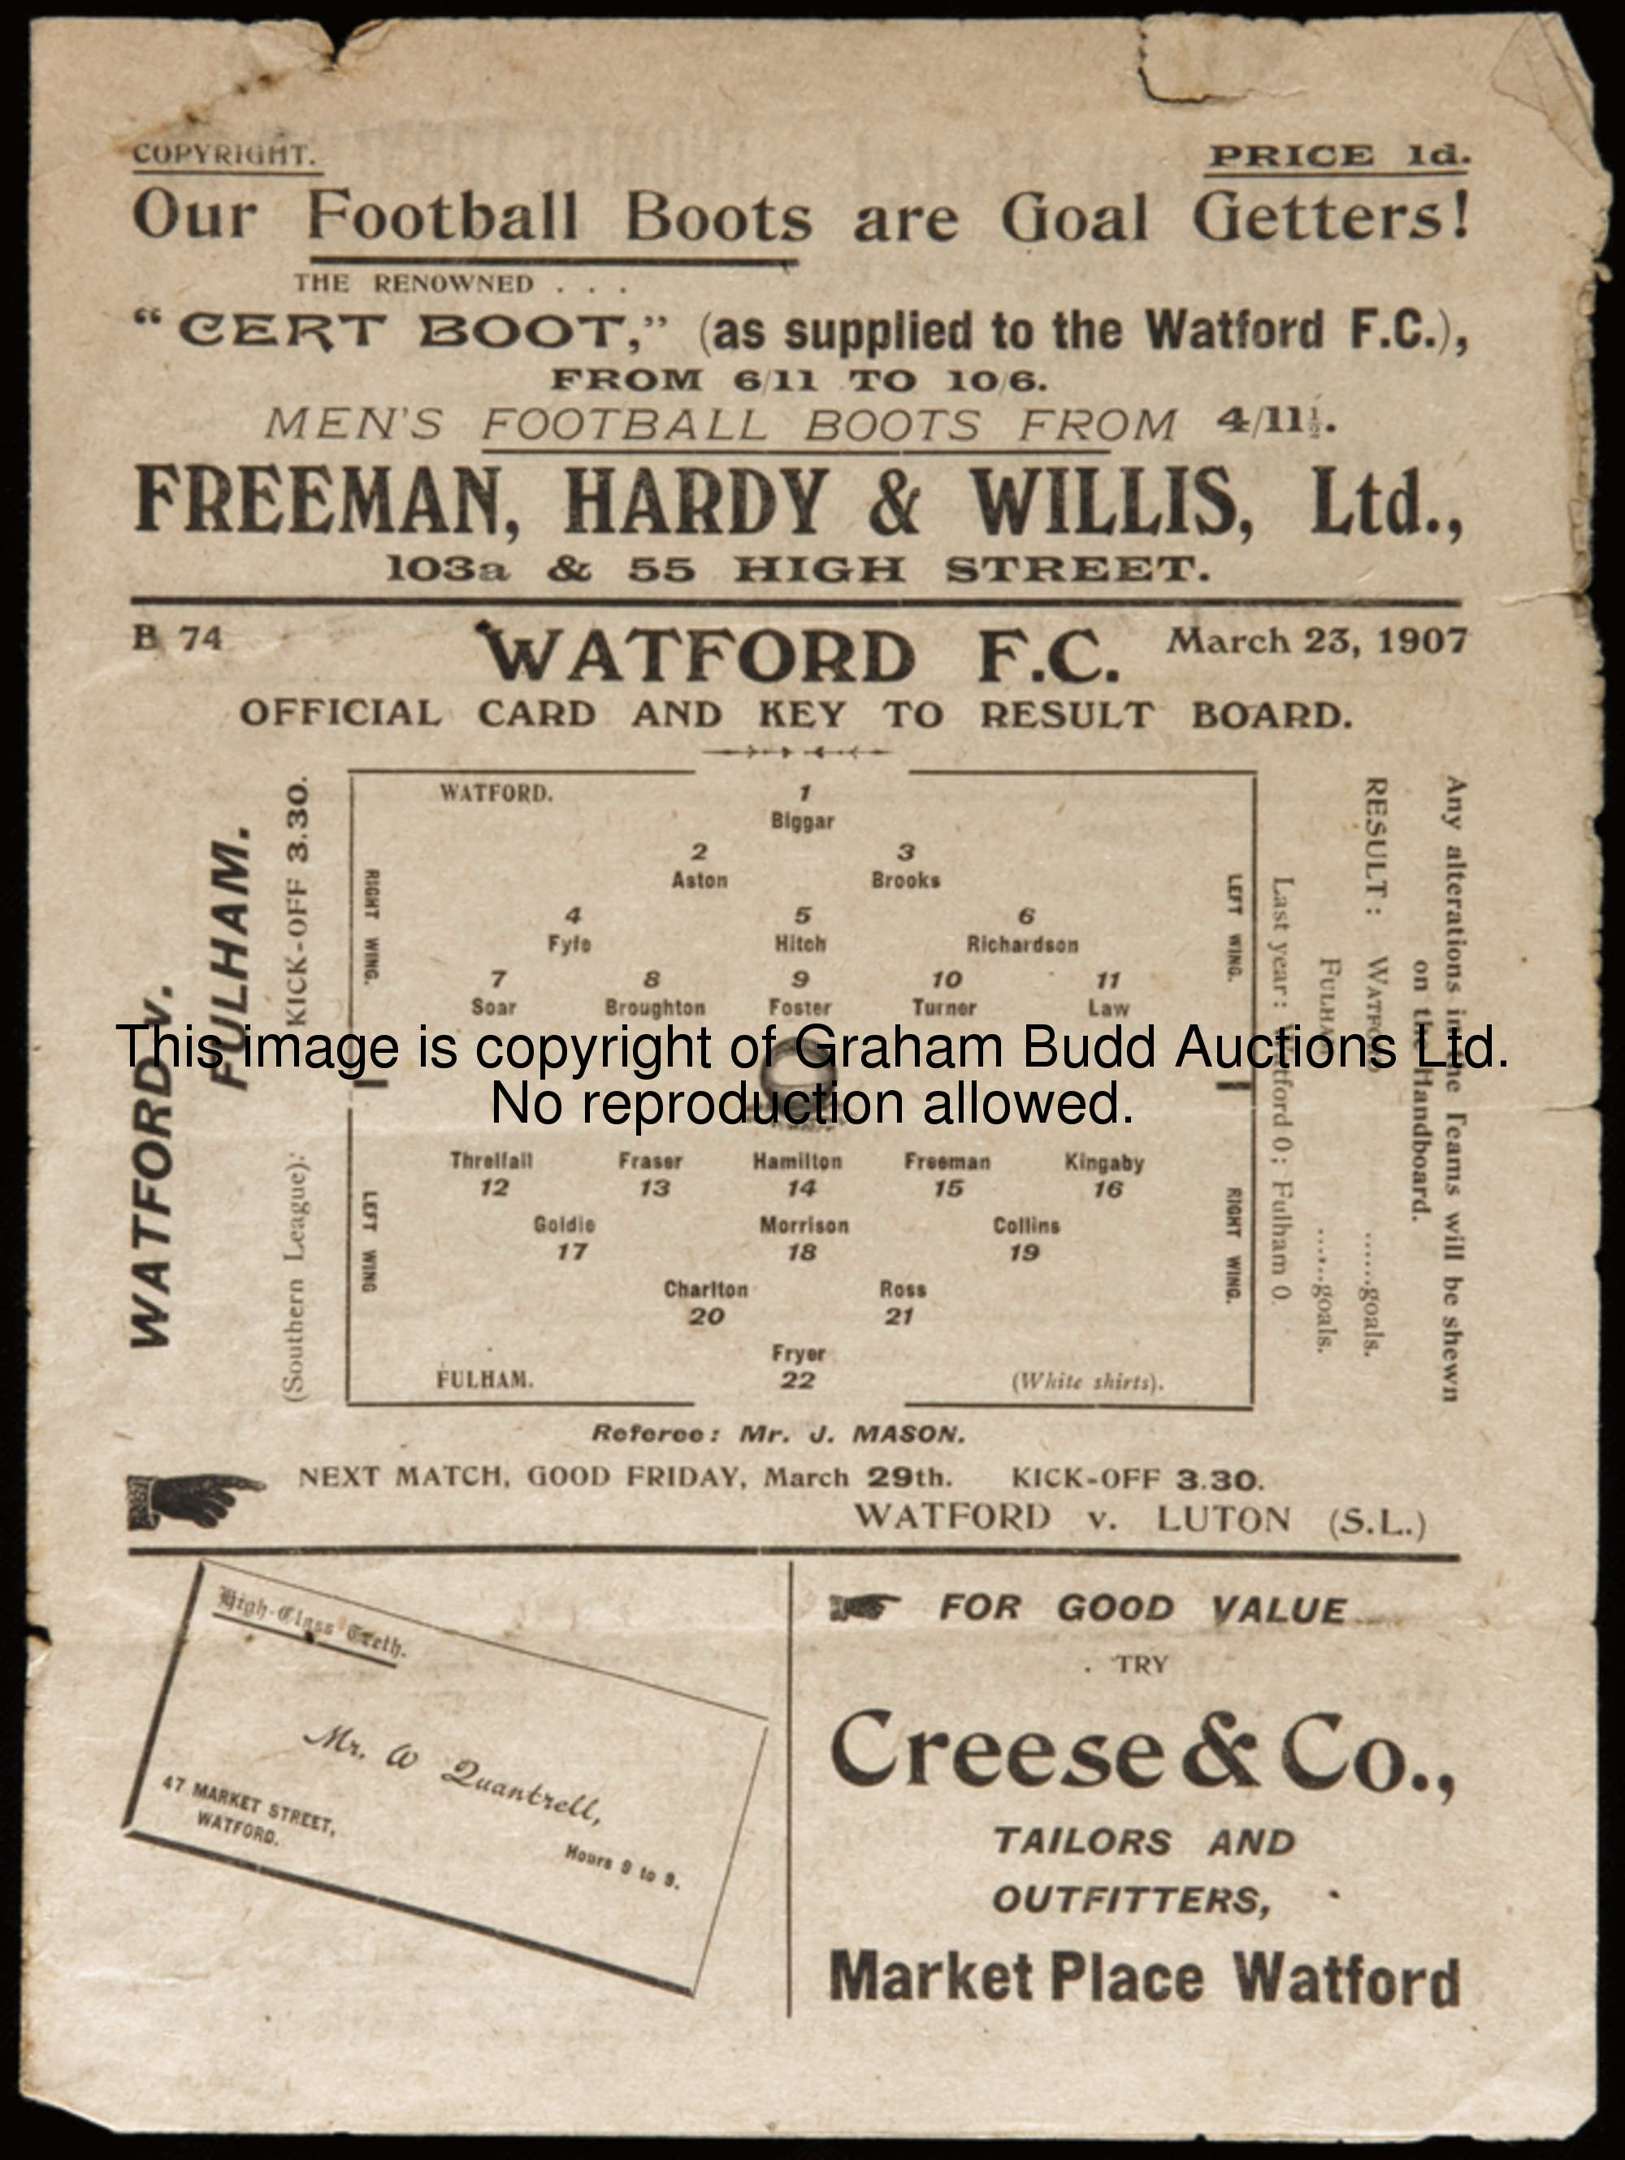 COPYRIGHT.
PRICE 1d.
Our Football Boots are Goal Getters!
THE RENOWNED . . .
"CERT BOOT," (as supplied to the Watford F.C.),
FROM 6/11 TO 10/6.
MEN'S FOOTBALL BOOTS FROM 4/11½.
FREEMAN, HARDY & WILLIS, Ltd.,
103a & 55 HIGH STREET.
B 74
WATFORD F.C.
March 23, 1907
OFFICIAL CARD AND KEY TO RESULT BOARD.
WATFORD v.
FULHAM.
(Southern League): KICK-OFF 3.30.
WATFORD.
RIGHT WING.
LEFT WING.
1
Biggar
2 3
Aston Brooks
4 5 6
Fyfe Hitch Richardson
7 8 9 10 11
Soar Broughton Foster Turner Law
This image is copyright of Graham Budd Auctions Ltd.
No reproduction allowed.
Threlfall Fraser Hamilton Freeman Kingaby
12 13 14 15 16
Goldie Morrison Collins
17 18 19
LEFT WING
RIGHT WING.
Charlton Ross
20 21
Fryer
22
FULHAM.
(White shirts).
Any alterations in the Teams will be shewn
on the Handboard.
RESULT: WATFORD ......goals.
FULHAM ......goals.
Last year: Watford 0; Fulham 0.
Referee: Mr. J. MASON.
NEXT MATCH, GOOD FRIDAY, March 29th. KICK-OFF 3.30.
WATFORD v. LUTON (S.L.)
High-Class Teeth.
Mr. W Quantrell,
47 MARKET STREET,
WATFORD.
Hours 9 to 9.
FOR GOOD VALUE
. TRY
Creese & Co.,
TAILORS AND
OUTFITTERS,
Market Place Watford